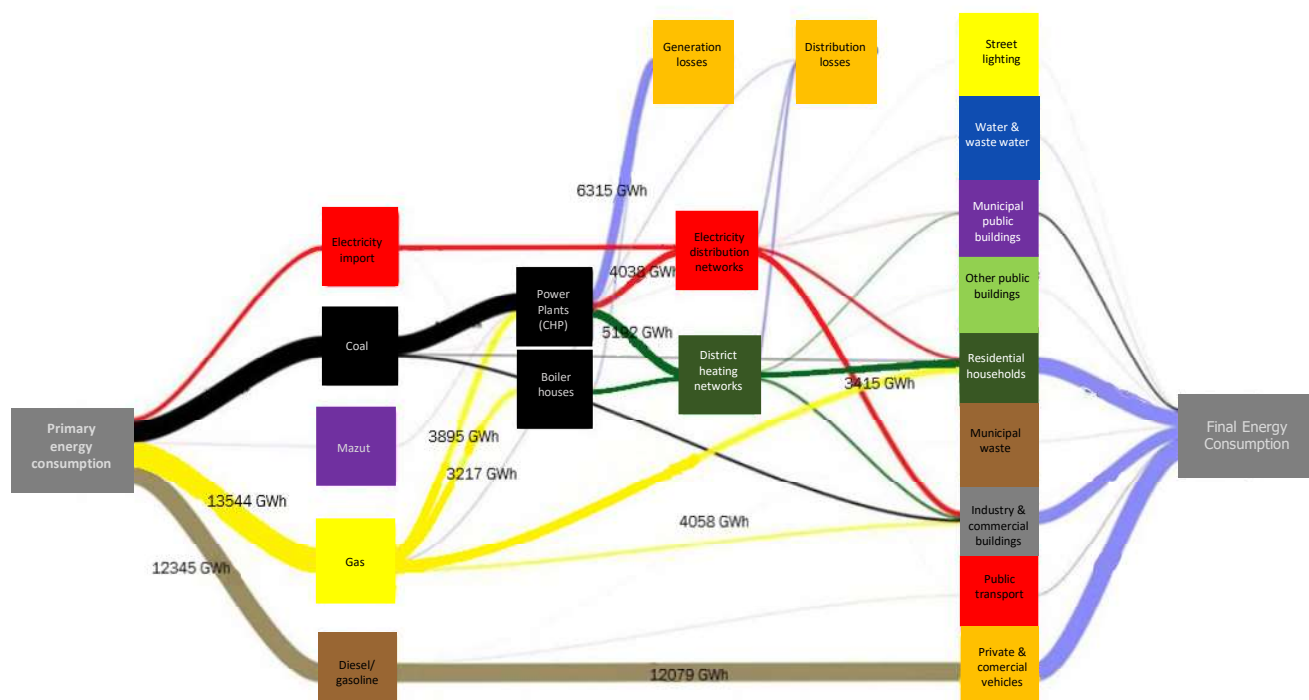 Generation
losses
Distribution
losses
Street
lighting
Water &
waste water
6315 GWh
Municipal
public
buildings
Electricity
import
Electricity
distribution
networks
4038 GWh
Other public
buildings
Power
Plants
(CHP)
5192 GWh
Coal
District
heating
networks
Residential
households
3415 GWh
Boiler
houses
Primary
energy
consumption
Mazut
3895 GWh
3217 GWh
Municipal
waste
Final Energy
Consumption
13544 GWh
4058 GWh
Industry &
commercial
buildings
Gas
12345 GWh
Public
transport
Diesel/
gasoline
12079 GWh
Private &
comercial
vehicles